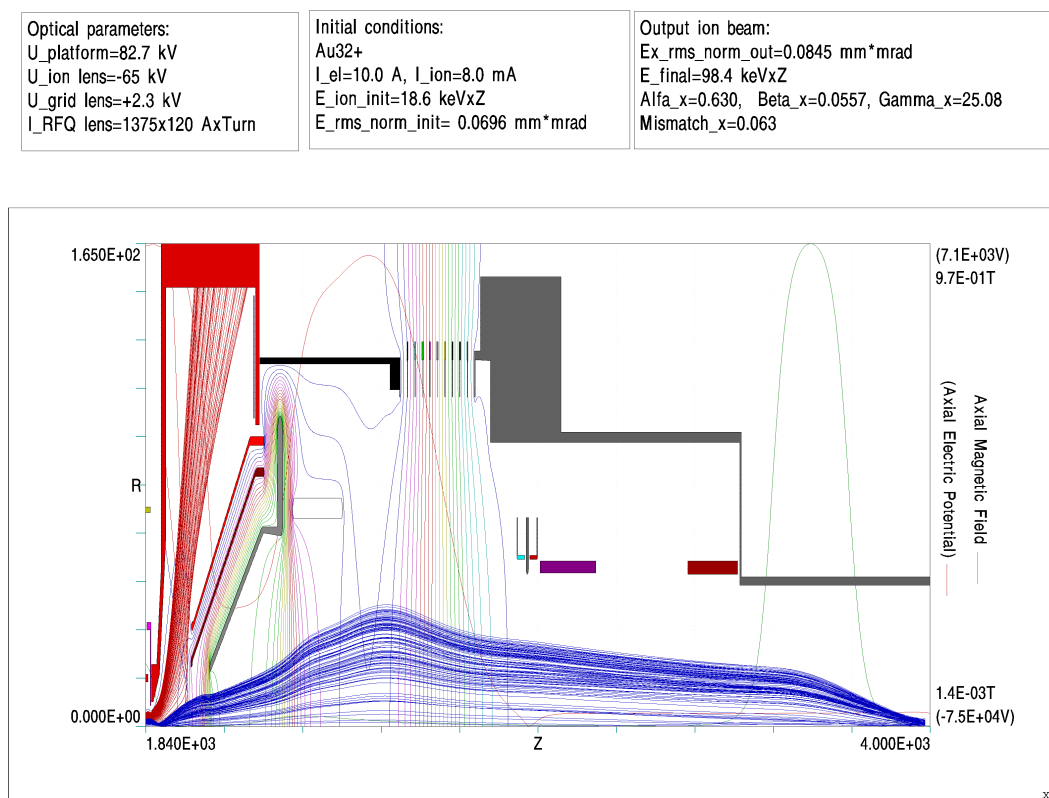 Optical parameters:
U_platform=82.7 kV
U_ion lens=-65 kV
U_grid lens=+2.3 kV
I_RFQ lens=1375x120 AxTurn
Initial conditions:
Au32+
I_el=10.0 A, I_ion=8.0 mA
E_ion_init=18.6 keVxZ
E_rms_norm_init= 0.0696 mm*mrad
Output ion beam:
Ex_rms_norm_out=0.0845 mm*mrad
E_final=98.4 keVxZ
Alfa_x=0.630, Beta_x=0.0557, Gamma_x=25.08
Mismatch_x=0.063
1.650E+02
(7.1E+03V)
9.7E-01T
R
Axial Magnetic Field
(Axial Electric Potential)
1.4E-03T
0.000E+00
(-7.5E+04V)
1.840E+03
Z
4.000E+03
x